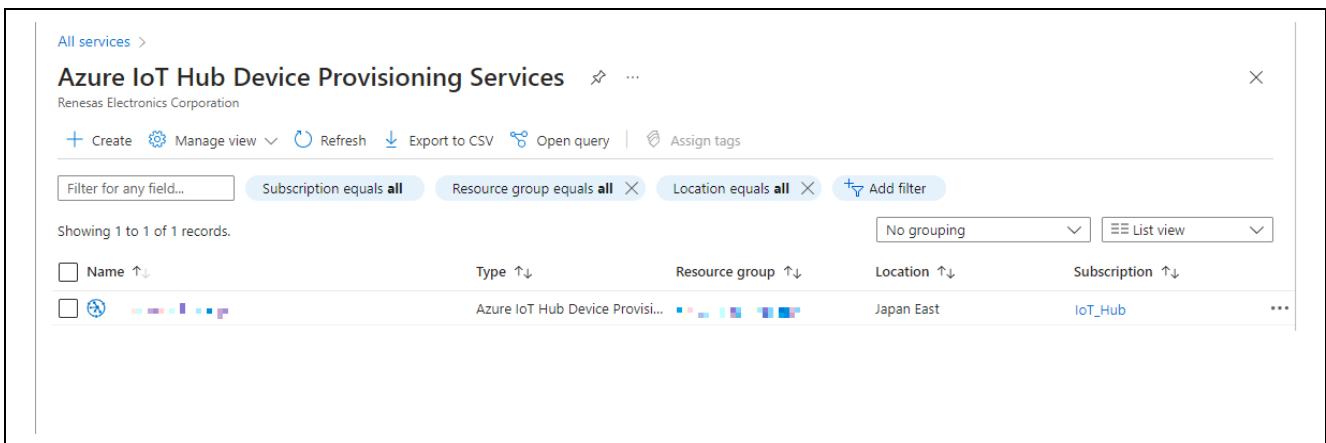 All services >
Azure IoT Hub Device Provisioning Services ...
Renesas Electronics Corporation
+ Create Manage view Refresh Export to CSV Open query Assign tags
Filter for any field... Subscription equals all Resource group equals all Location equals all Add filter
Showing 1 to 1 of 1 records. No grouping List view
Name ↑↓ Type ↑↓ Resource group ↑↓ Location ↑↓ Subscription ↑↓
Azure IoT Hub Device Provisi... Japan East IoT_Hub ...